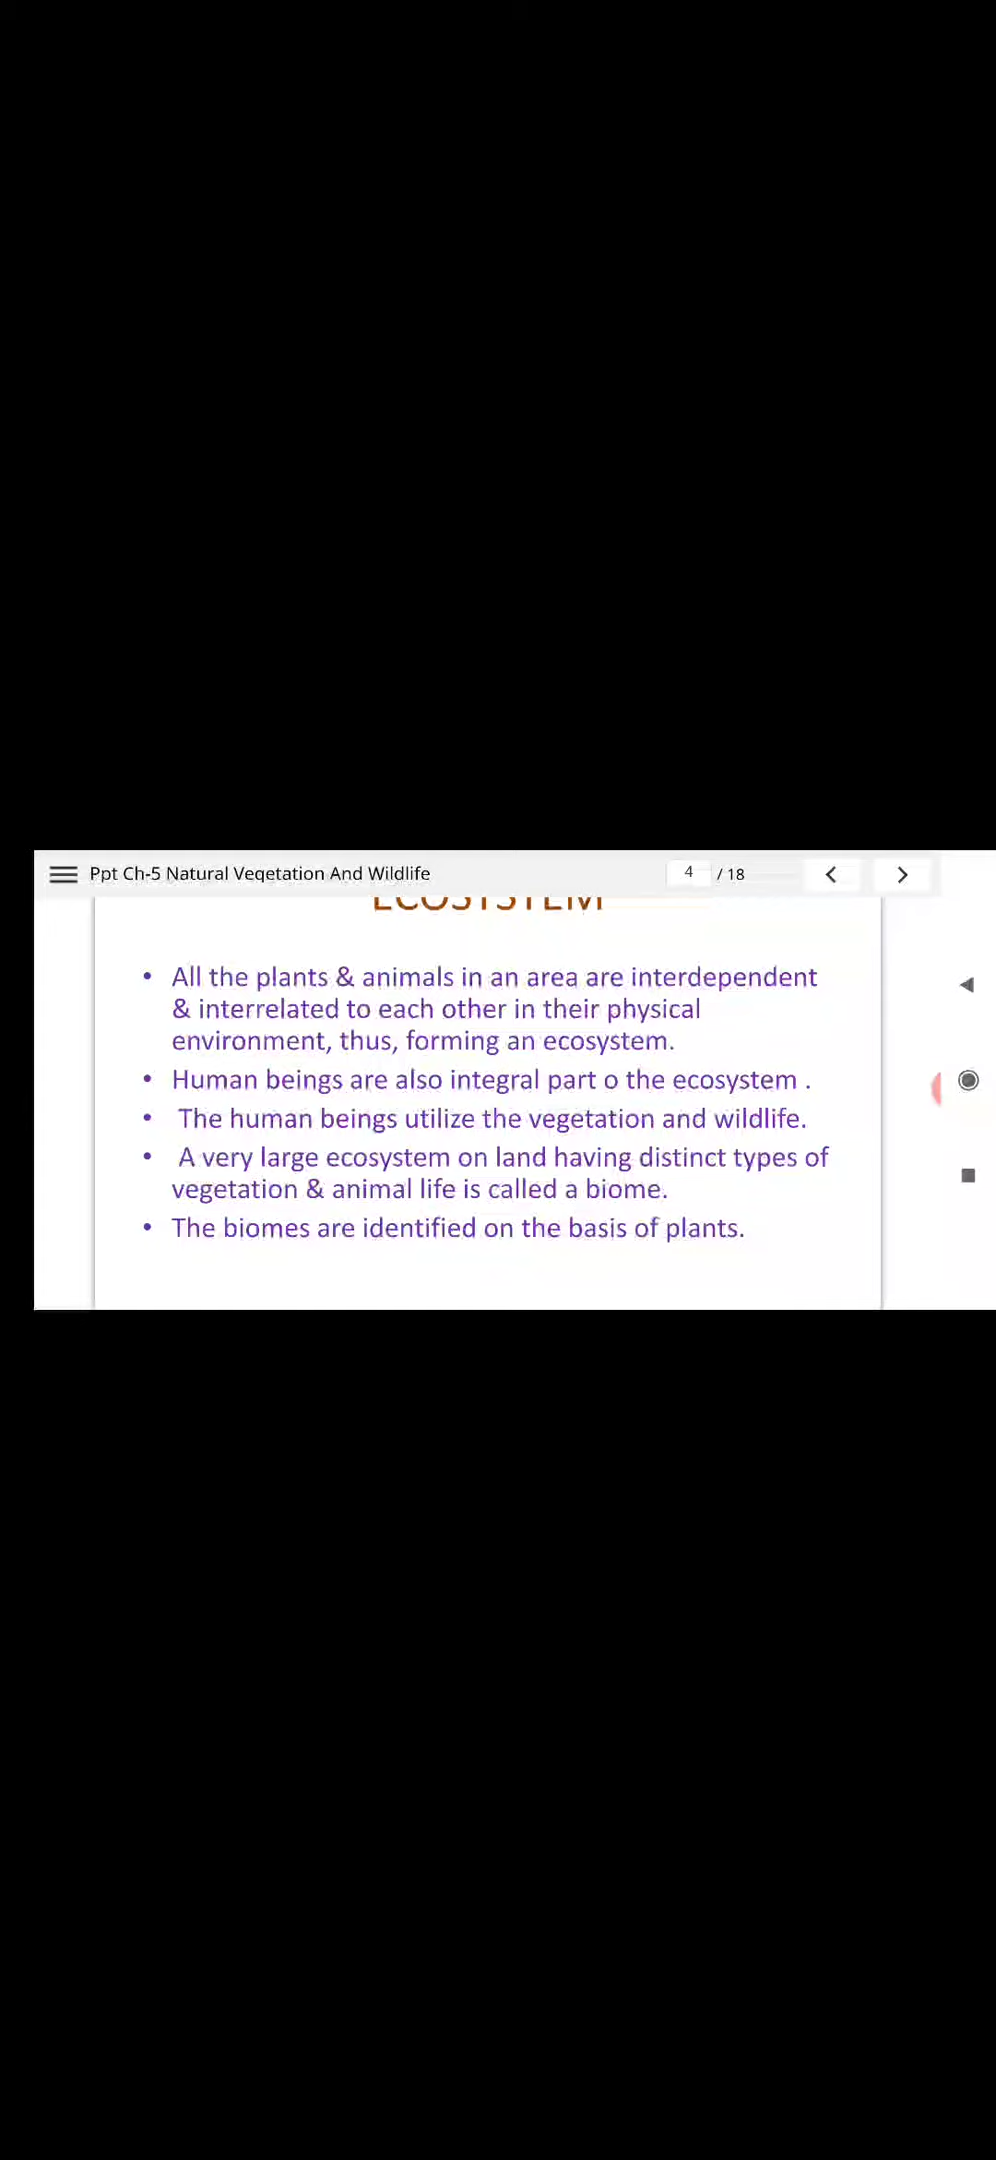 Ppt Ch-5 Natural Vegetation And Wildlife 4 / 18
ECOSYSTEM
• All the plants & animals in an area are interdependent
& interrelated to each other in their physical
environment, thus, forming an ecosystem.
• Human beings are also integral part o the ecosystem .
• The human beings utilize the vegetation and wildlife.
• A very large ecosystem on land having distinct types of
vegetation & animal life is called a biome.
• The biomes are identified on the basis of plants.